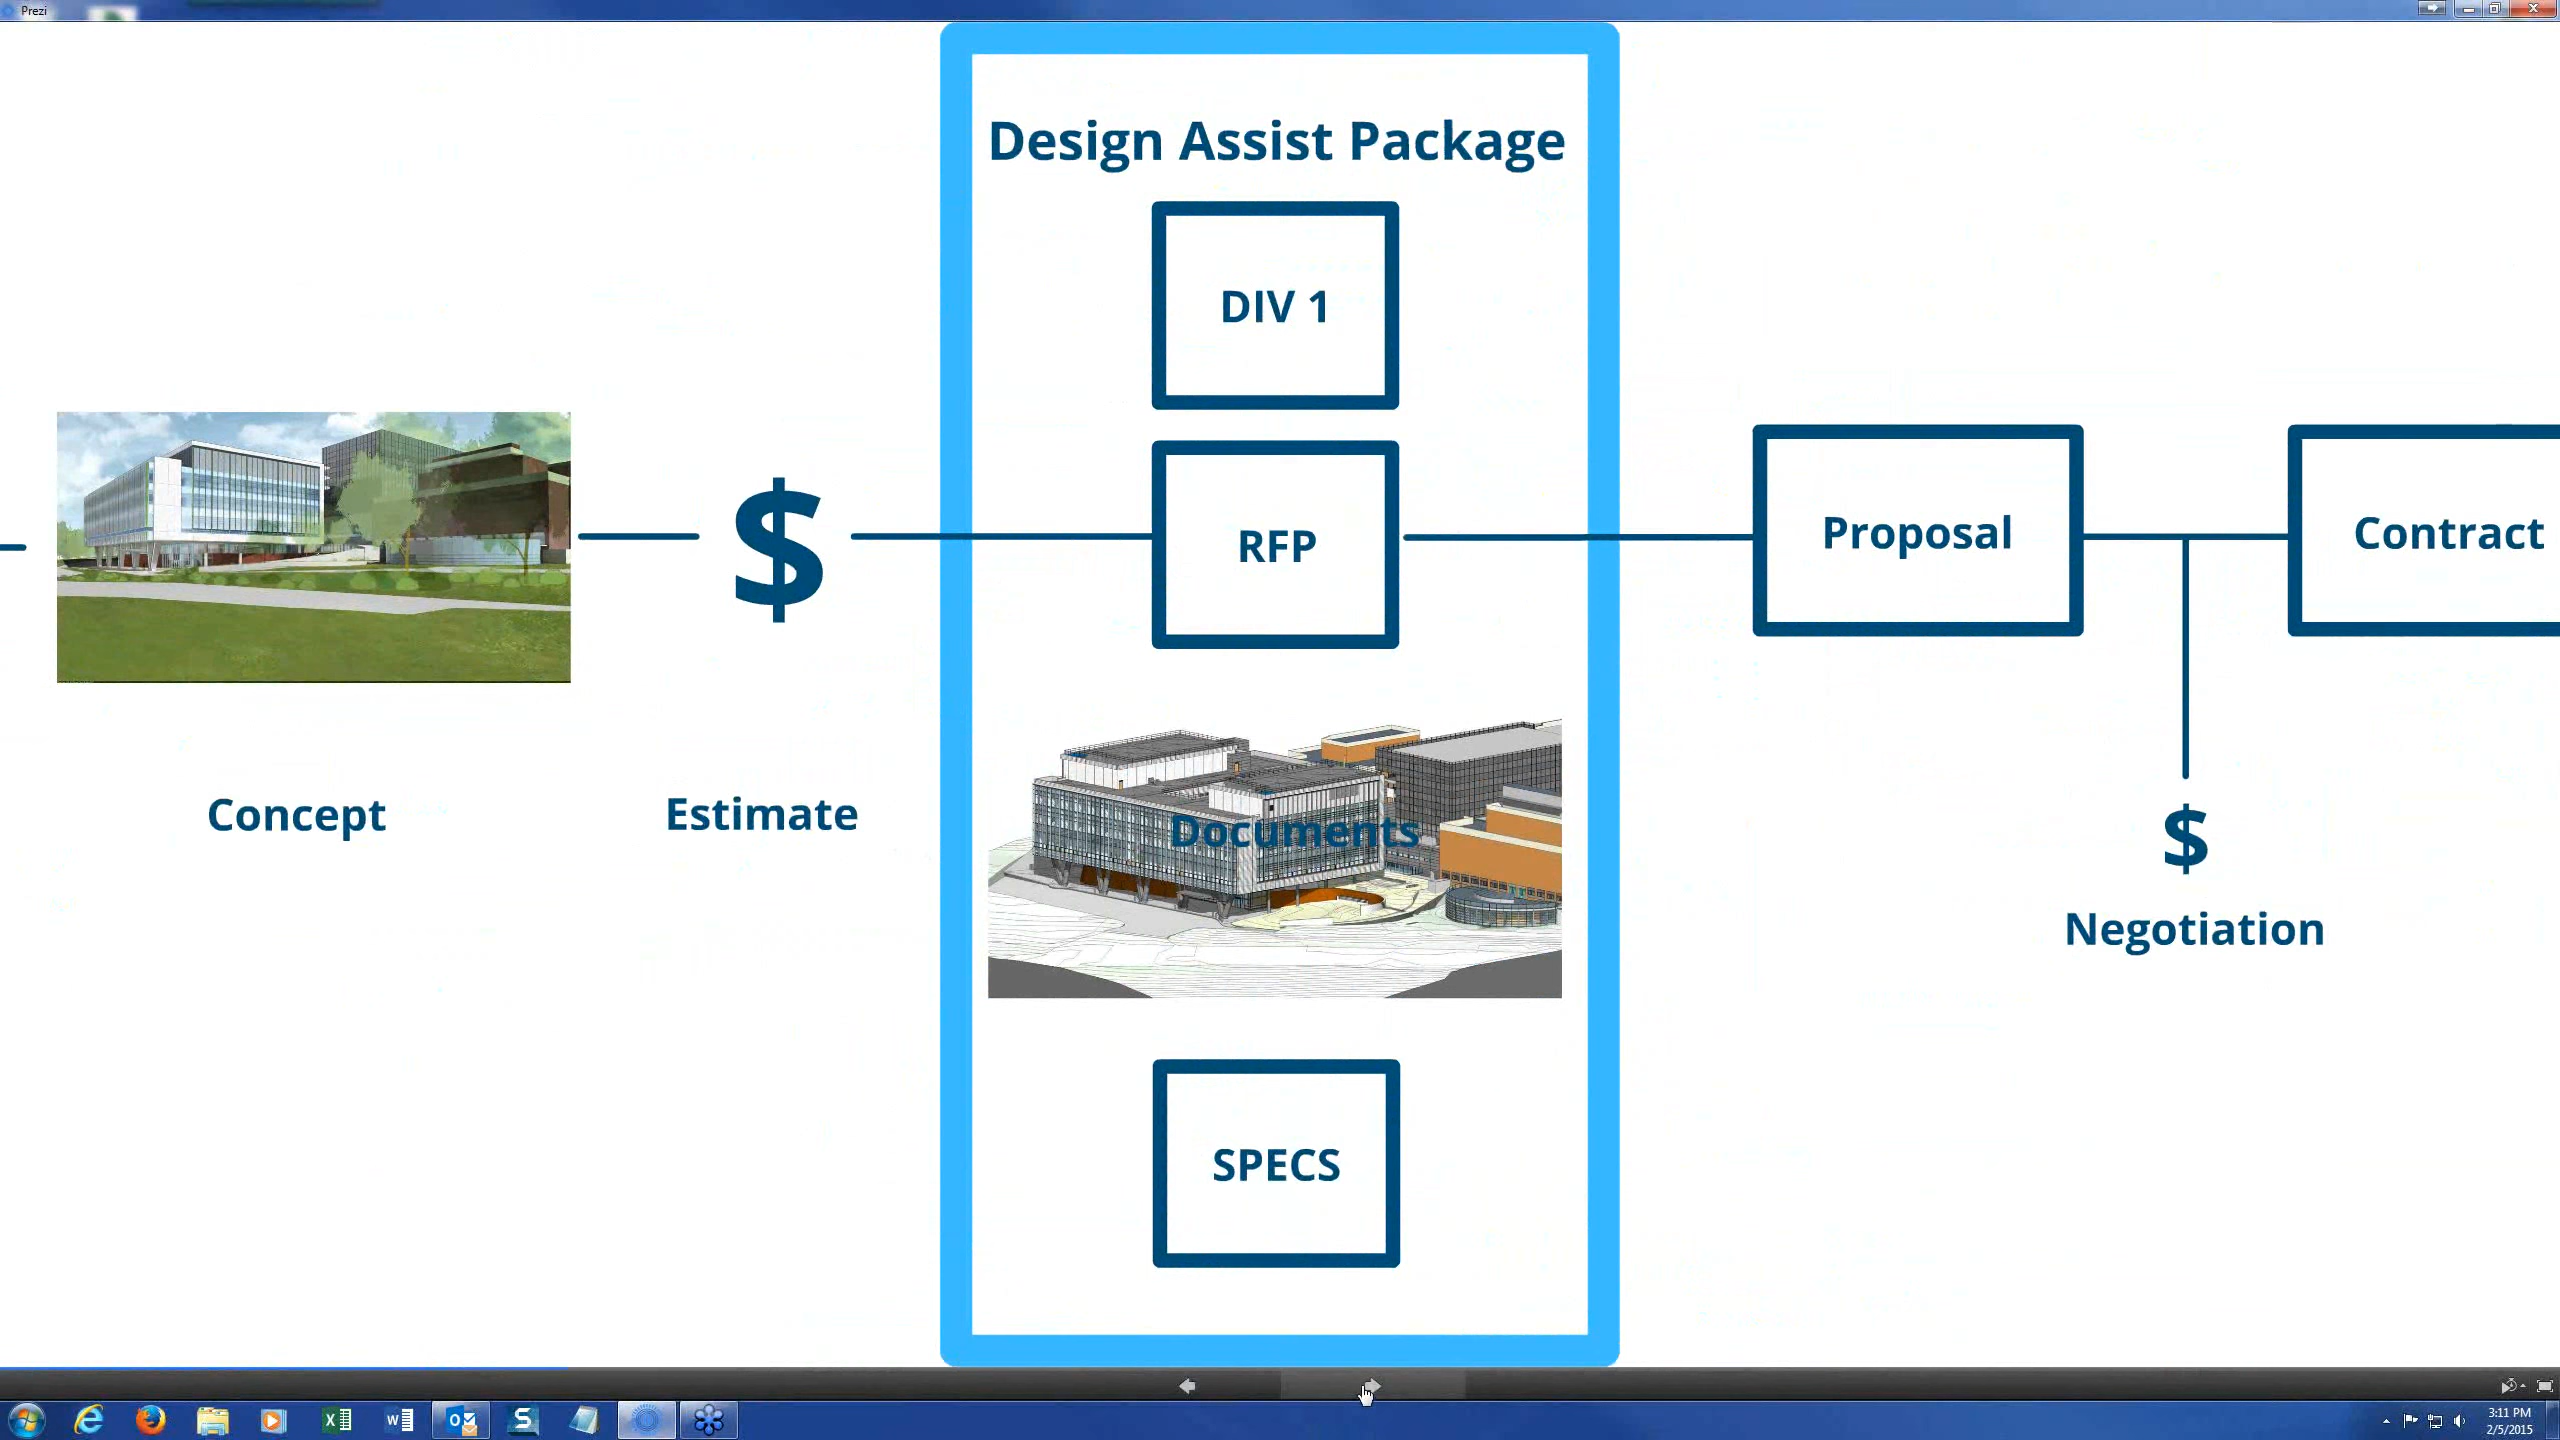 Prezi
Design Assist Package
DIV 1
RFP
Proposal
Contract
Concept
Estimate
Documents
$
$
Negotiation
SPECS
3:11 PM
2/5/2015